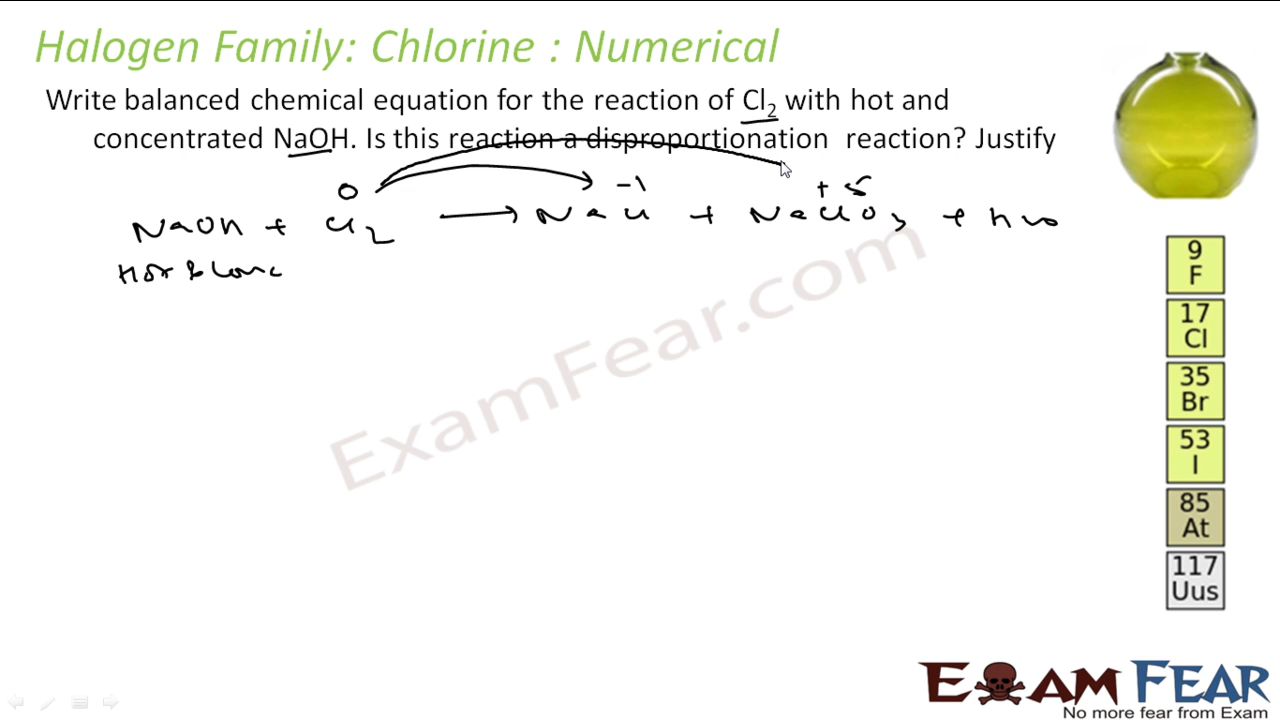 Halogen Family: Chlorine : Numerical
Write balanced chemical equation for the reaction of Cl2 with hot and
concentrated NaOH. Is this reaction a disproportionation reaction? Justify
0 -1 +5
NaOH + Cl2 → NaCl + NaClO3 + H2O
Hot & conc
ExamFear.com
9
F
17
Cl
35
Br
53
I
85
At
117
Uus
EXAM FEAR
No more fear from Exam